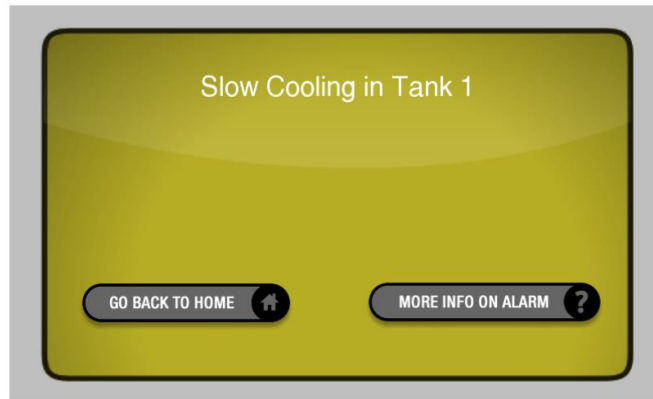 Slow Cooling in Tank 1
GO BACK TO HOME
MORE INFO ON ALARM ?